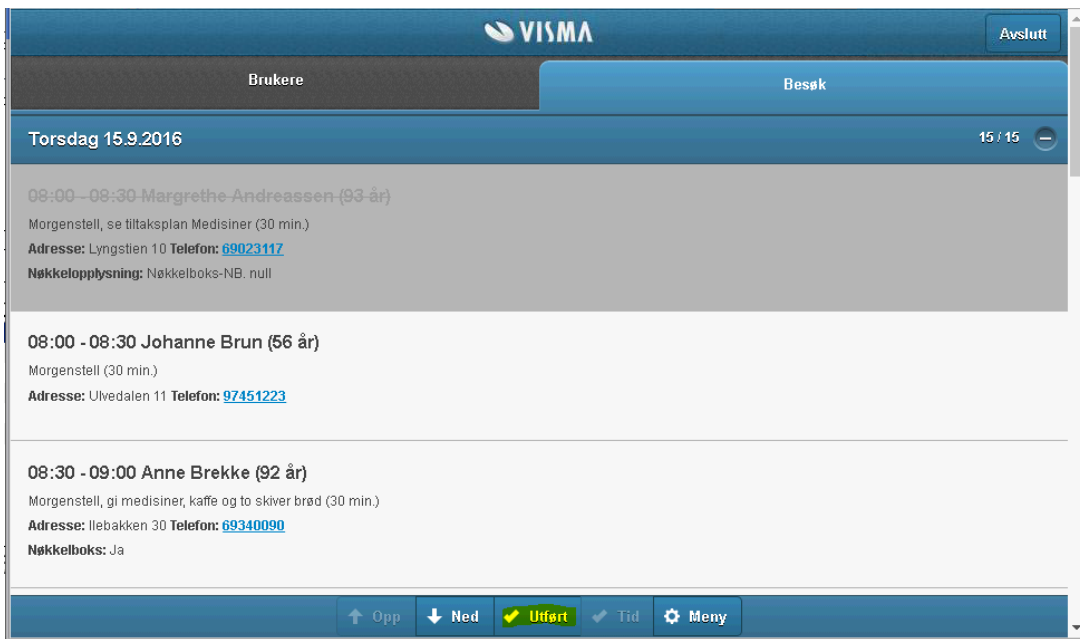 VISMA
Avslutt
Brukere
Besøk
Torsdag 15.9.2016
15 / 15
08:00 - 08:30 Margrethe Andreassen (93 år)
Morgenstell, se tiltaksplan Medisiner (30 min.)
Adresse: Lyngstien 10 Telefon: 69023117
Nøkkelopplysning: Nøkkelboks-NB. null
08:00 - 08:30 Johanne Brun (56 år)
Morgenstell (30 min.)
Adresse: Ulvedalen 11 Telefon: 97451223
08:30 - 09:00 Anne Brekke (92 år)
Morgenstell, gi medisiner, kaffe og to skiver brød (30 min.)
Adresse: Ilebakken 30 Telefon: 69340090
Nøkkelboks: Ja
Opp Ned Utført Tid Meny